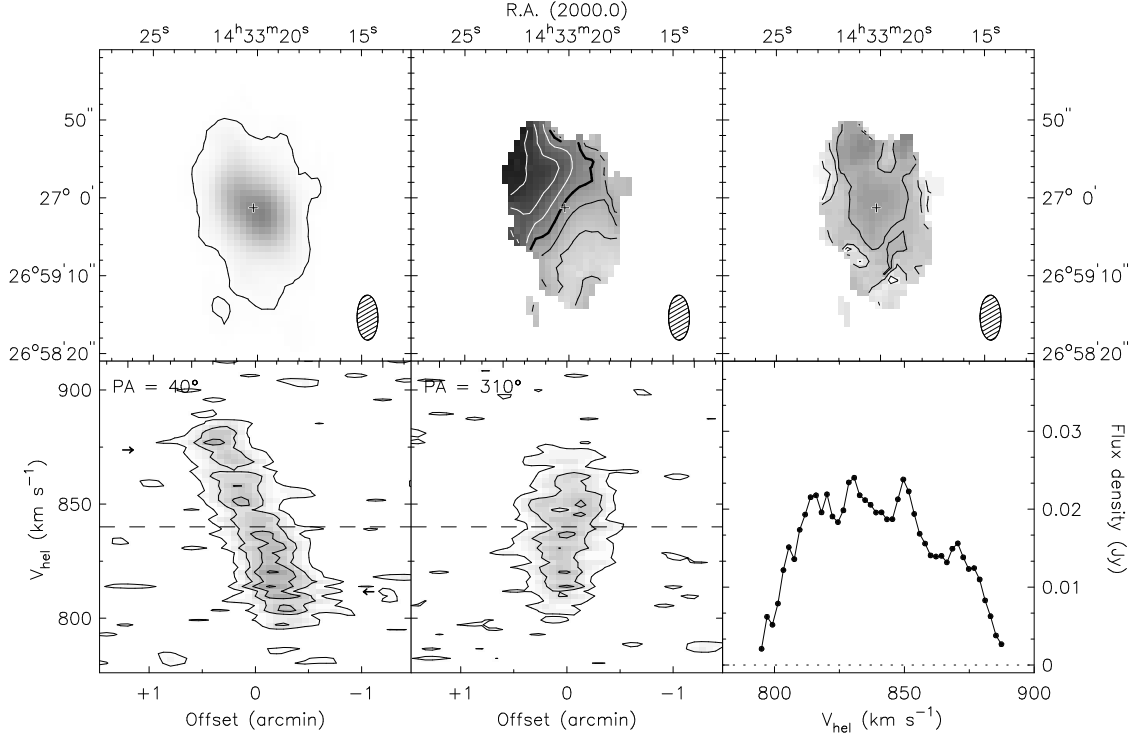 R.A. (2000.0)
25ˢ 14ʰ33ᵐ20ˢ 15ˢ 25ˢ 14ʰ33ᵐ20ˢ 15ˢ 25ˢ 14ʰ33ᵐ20ˢ 15ˢ
50" 50"
27° 0' 27° 0'
26°59'10" 26°59'10"
26°58'20" 26°58'20"
PA = 40° PA = 310°
900
850
800
V_hel (km s⁻¹)
0.03
0.02
0.01
0
Flux density (Jy)
+1 0 −1 +1 0 −1 800 850 900
Offset (arcmin) Offset (arcmin) V_hel (km s⁻¹)